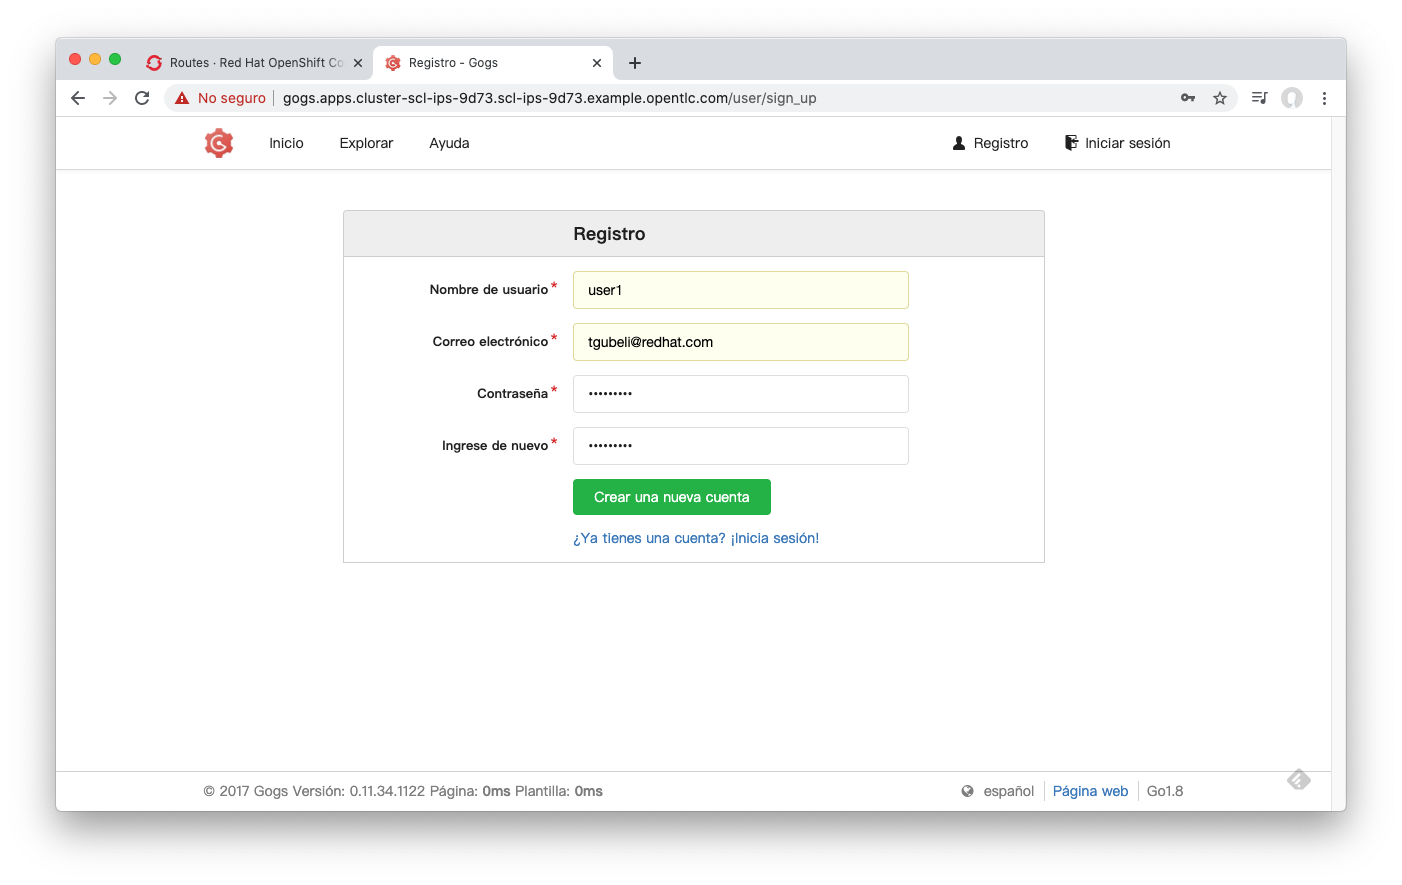 Routes · Red Hat OpenShift Co
Registro - Gogs
No seguro
gogs.apps.cluster-scl-ips-9d73.scl-ips-9d73.example.opentlc.com/user/sign_up
Inicio Explorar Ayuda Registro Iniciar sesión
Registro
Nombre de usuario* user1
Correo electrónico* tgubeli@redhat.com
Contraseña* •••••••••
Ingrese de nuevo* •••••••••
Crear una nueva cuenta
¿Ya tienes una cuenta? ¡Inicia sesión!
© 2017 Gogs Versión: 0.11.34.1122 Página: 0ms Plantilla: 0ms español Página web Go1.8